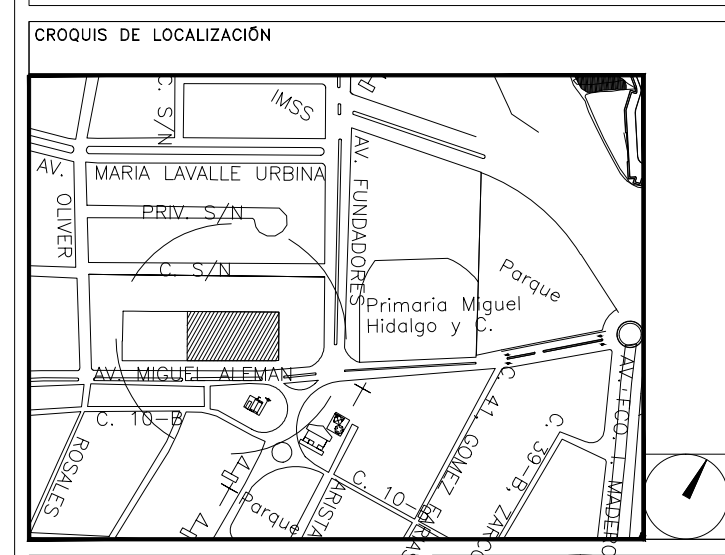 CROQUIS DE LOCALIZACIÓN
C. S/N
IMSS
AV.
OLIVER
MARIA LAVALLE URBINA
AV. FUNDADORES
PRIV. S/N
C. S/N
Parque
Primaria Miguel
Hidalgo y C.
AV. MIGUEL ALEMAN
C. 10-B
ROSALES
C. 41, GOMEZ FARIAS
C. 39-B, ZARCO
AV. FCO. I. MADERO
C. 10-B
ARISTA
Parque